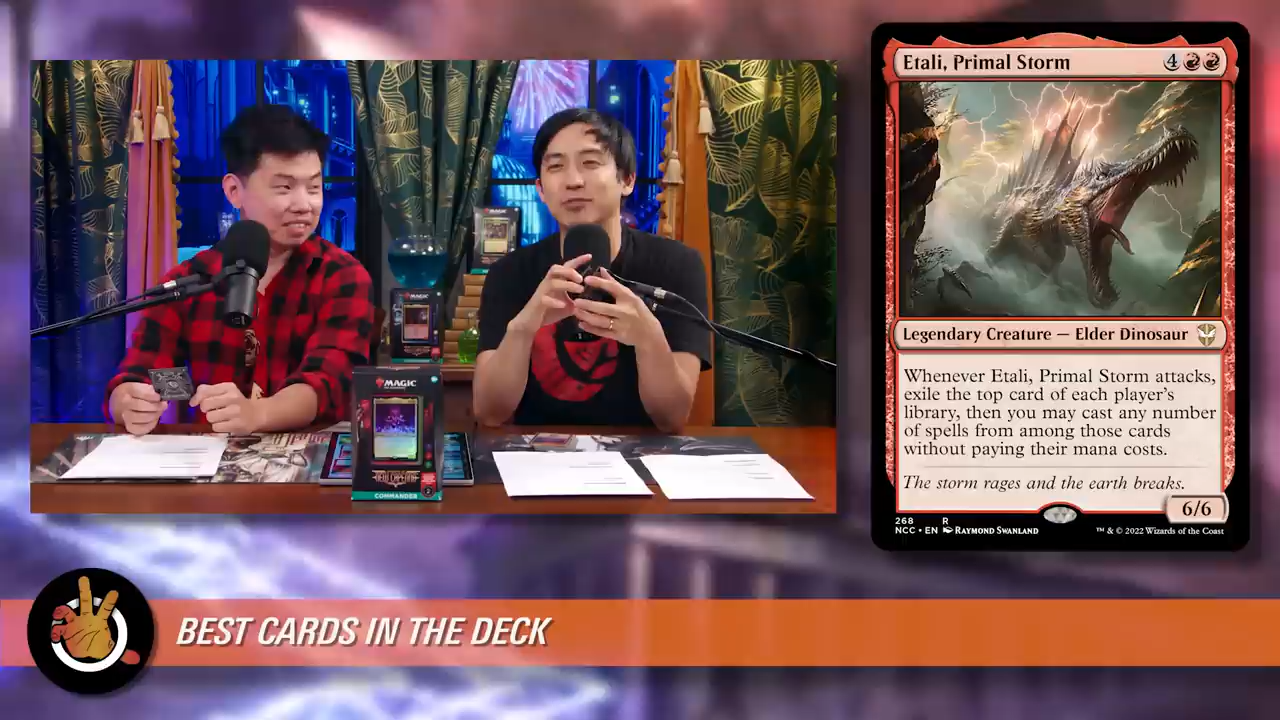 Etali, Primal Storm 4
Legendary Creature — Elder Dinosaur
Whenever Etali, Primal Storm attacks,
exile the top card of each player's
library, then you may cast any number
of spells from among those cards
without paying their mana costs.
The storm rages and the earth breaks.
6/6
268 R
NCC • EN RAYMOND SWANLAND
™ & © 2022 Wizards of the Coast
MAGIC
MAGIC
NEW CAPENNA
COMMANDER
BEST CARDS IN THE DECK